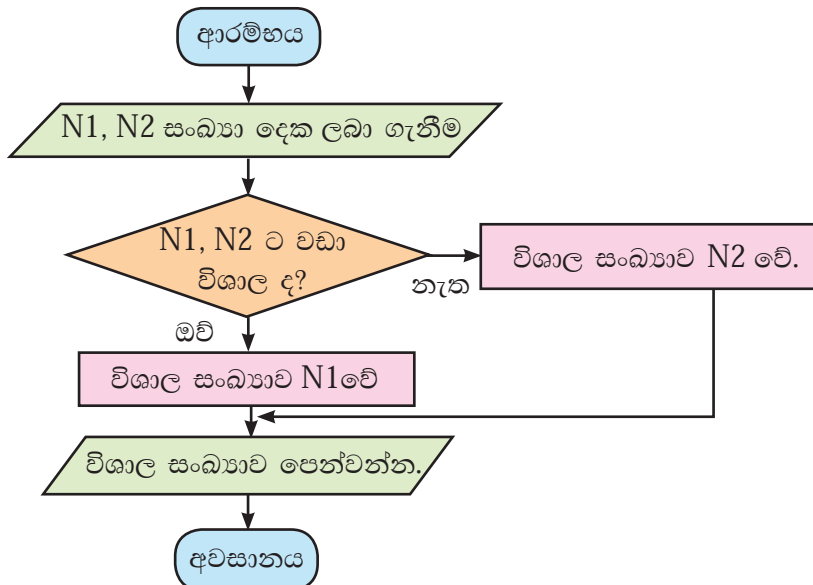 ආරම්භය
N1, N2 සංඛ්‍යා දෙක ලබා ගැනීම
N1, N2 ට වඩා
විශාල ද?
නැත
විශාල සංඛ්‍යාව N2 වේ.
ඔව්
විශාල සංඛ්‍යාව N1වේ
විශාල සංඛ්‍යාව පෙන්වන්න.
අවසානය